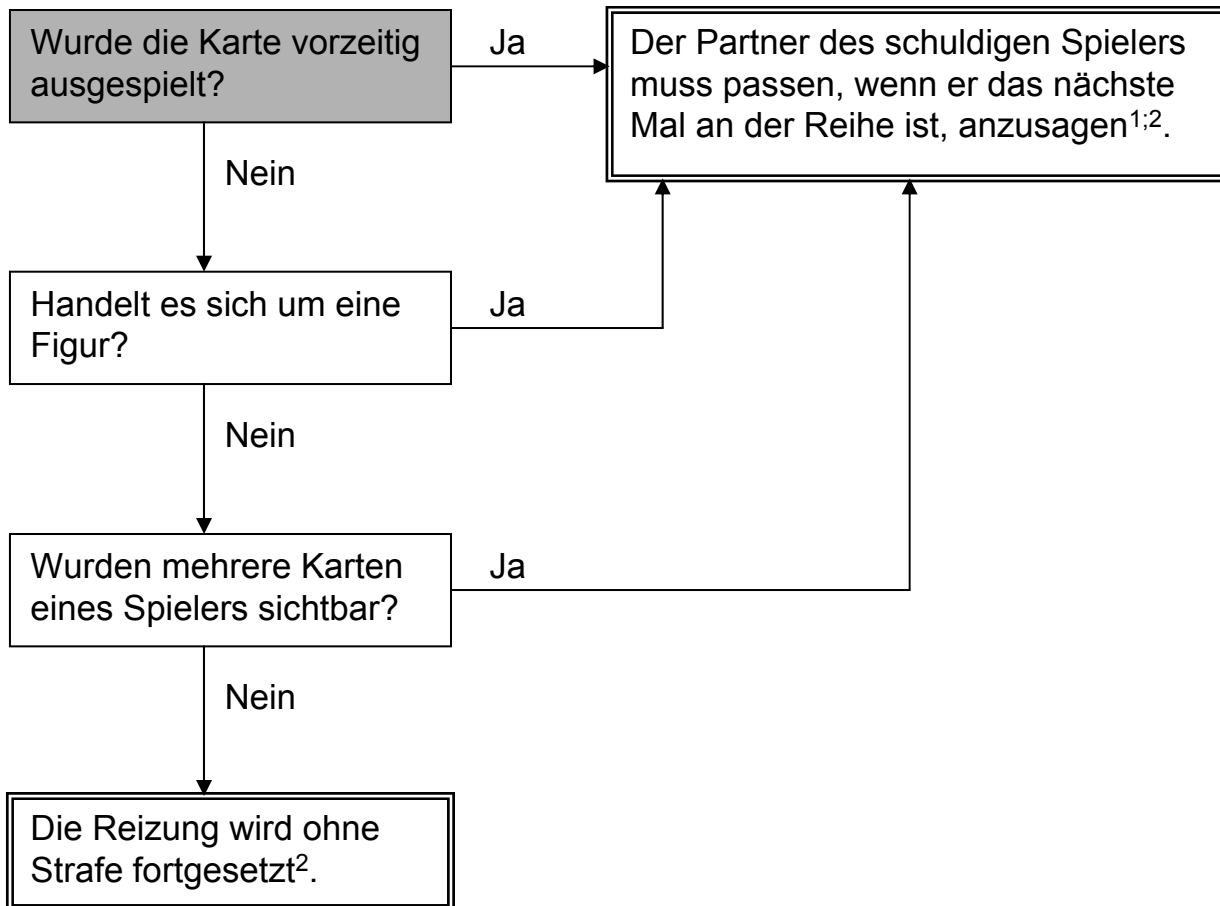 Wurde die Karte vorzeitig
ausgespielt?
Ja
Der Partner des schuldigen Spielers
muss passen, wenn er das nächste
Mal an der Reihe ist, anzusagen1;2.
Nein
Handelt es sich um eine
Figur?
Ja
Nein
Wurden mehrere Karten
eines Spielers sichtbar?
Ja
Nein
Die Reizung wird ohne
Strafe fortgesetzt2.